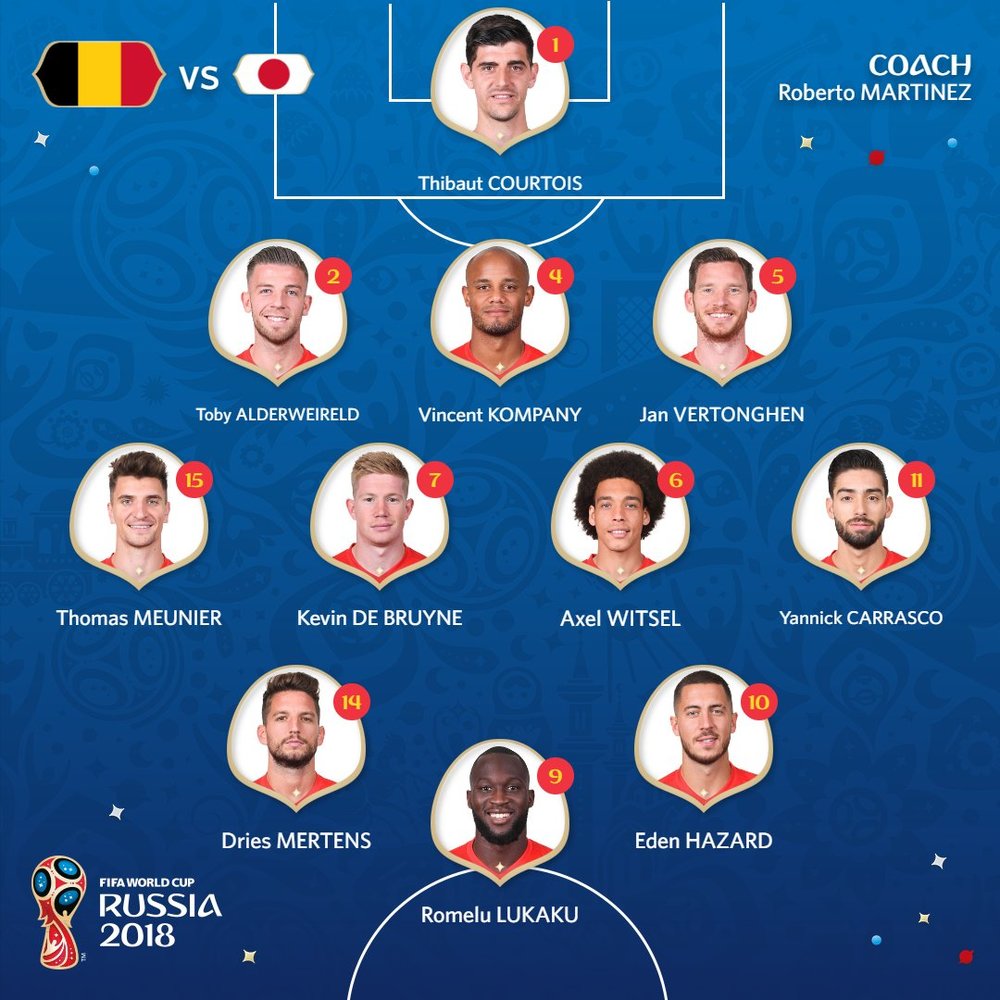 VS
COACH
Roberto MARTINEZ
1
Thibaut COURTOIS
2
4
5
Toby ALDERWEIRELD
Vincent KOMPANY
Jan VERTONGHEN
15
7
6
11
Thomas MEUNIER
Kevin DE BRUYNE
Axel WITSEL
Yannick CARRASCO
14
10
9
Dries MERTENS
Eden HAZARD
Romelu LUKAKU
FIFA WORLD CUP
RUSSIA
2018
TM